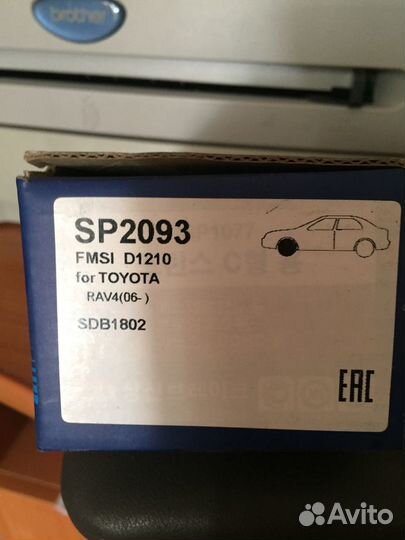 brother
SP2093
FMSI D1210
for TOYOTA
RAV4(06- )
SDB1802
EAC
Avito